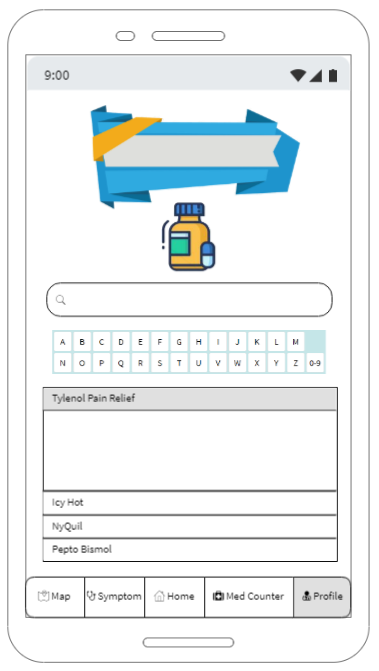 9:00
A B C D E F G H I J K L M
N O P Q R S T U V W X Y Z 0-9
Tylenol Pain Relief
Icy Hot
NyQuil
Pepto Bismol
Map Symptom Home Med Counter Profile